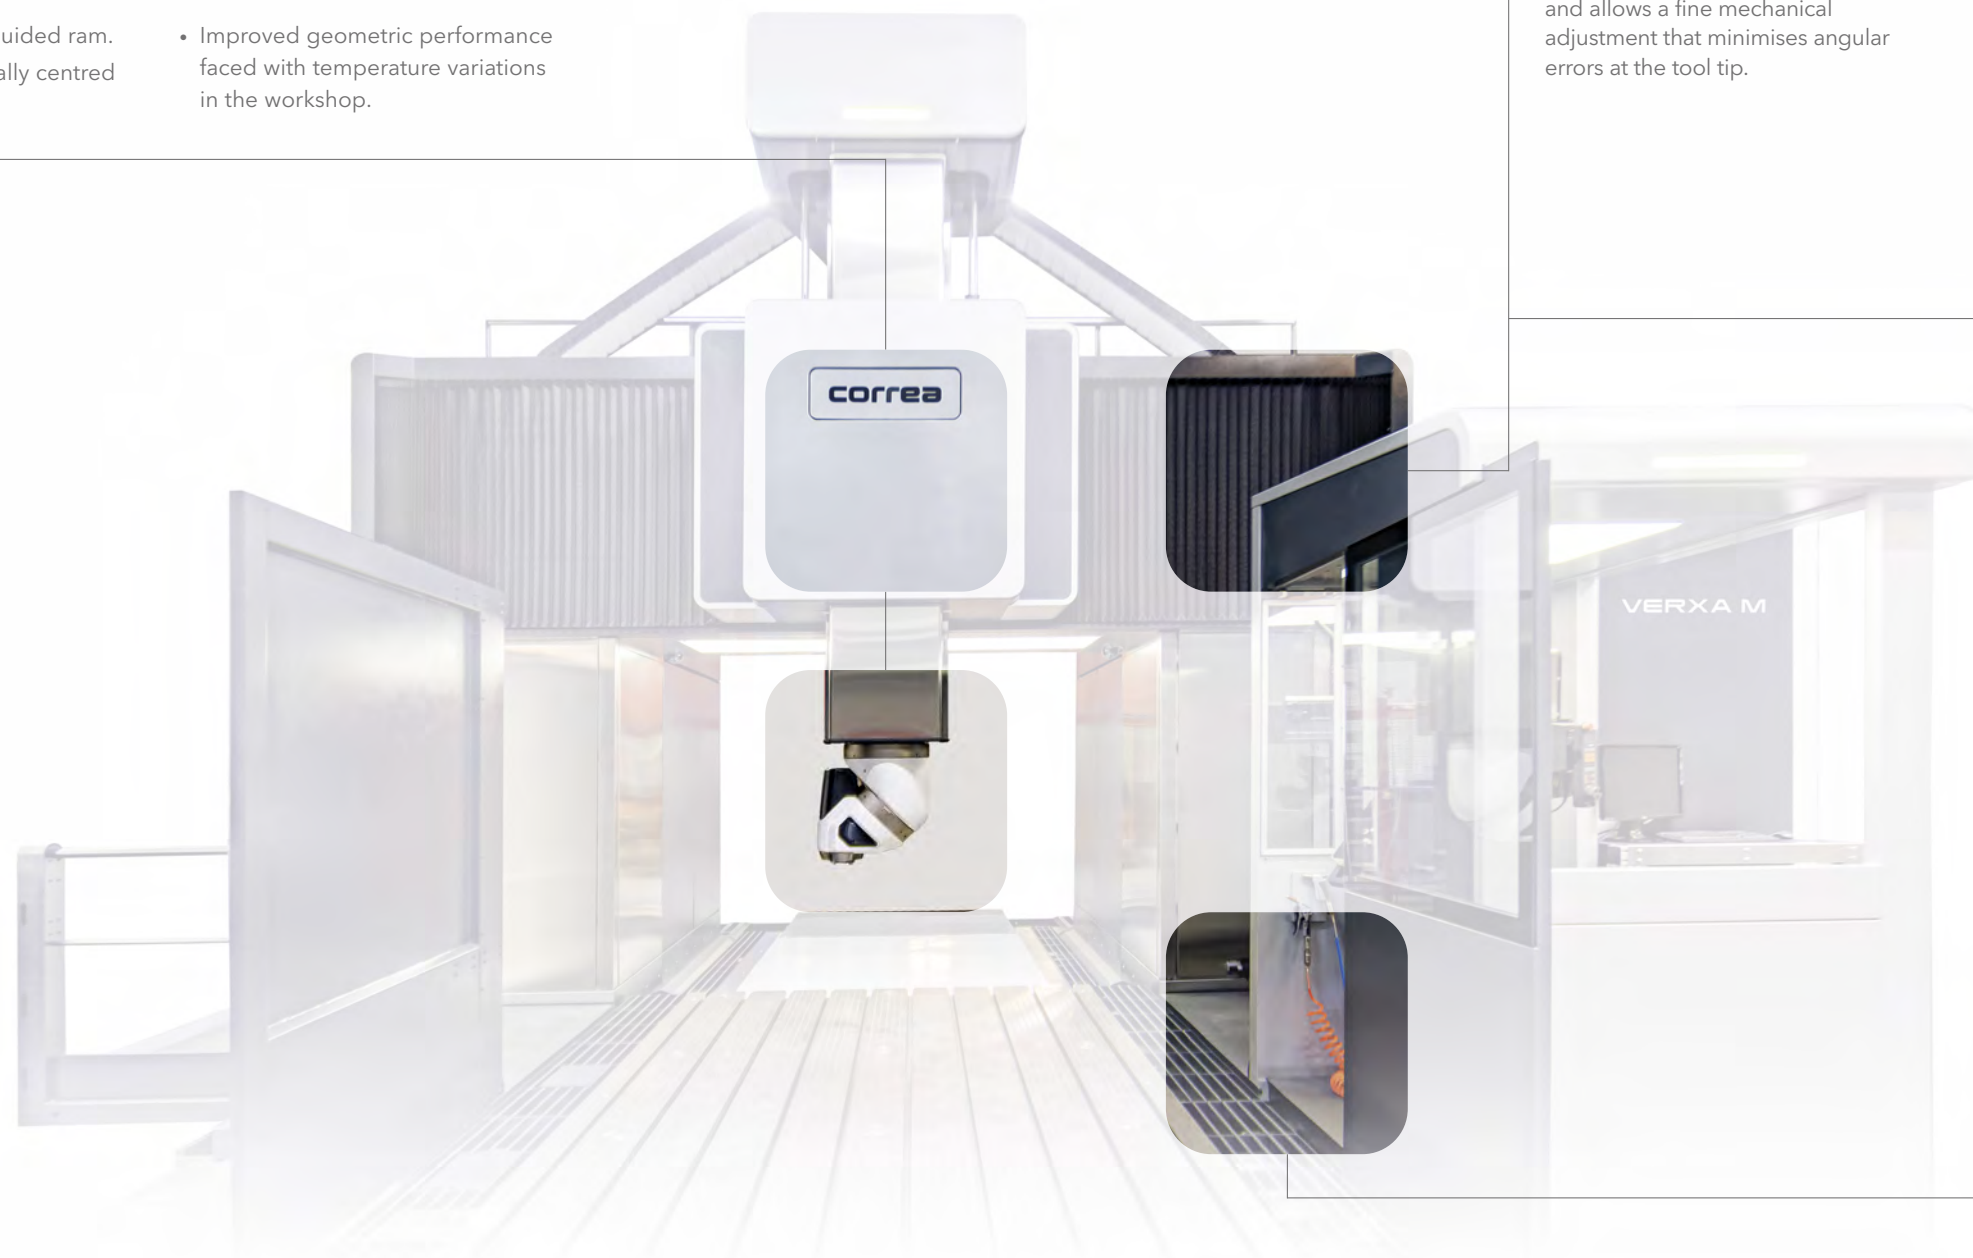 uided ram.
ally centred
• Improved geometric performance
faced with temperature variations
in the workshop.
and allows a fine mechanical
adjustment that minimises angular
errors at the tool tip.
correa
VERXA M